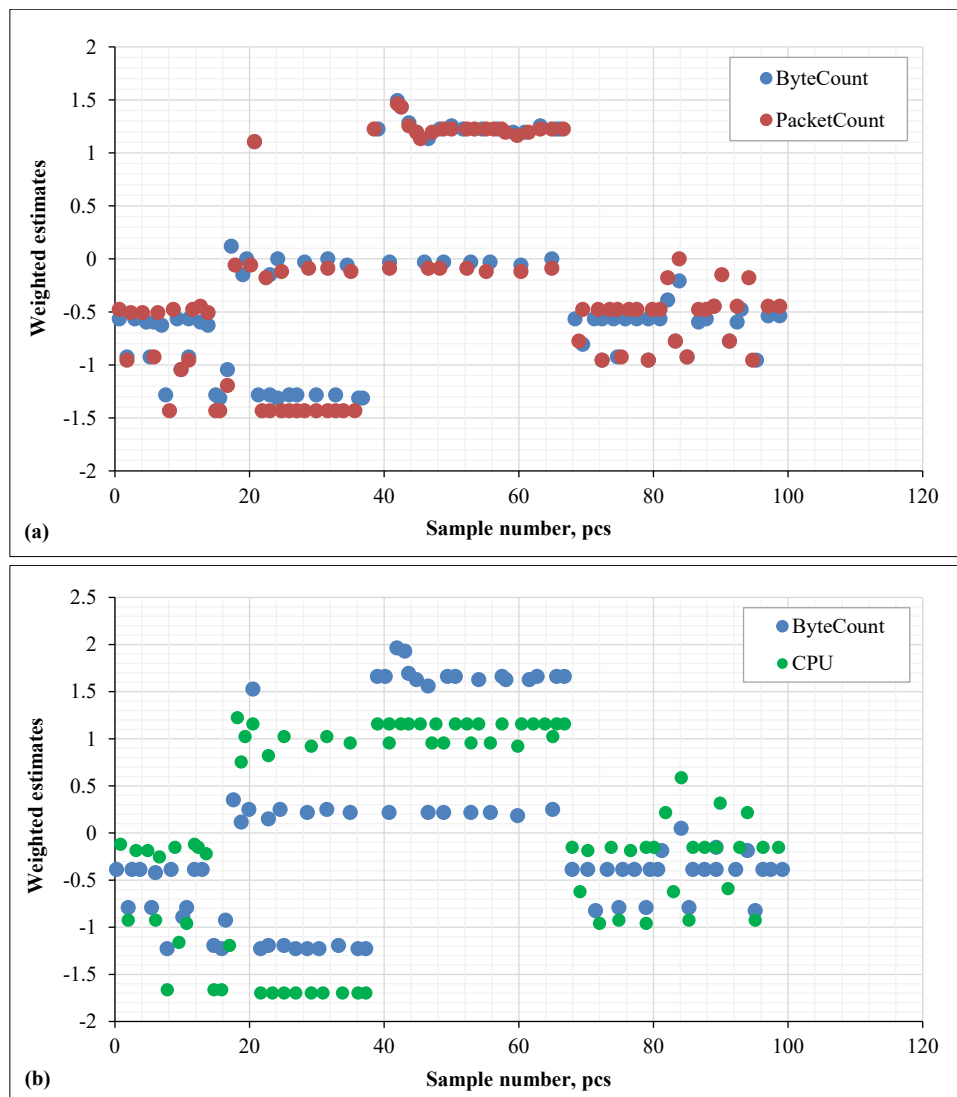 2
1.5
1
0.5
0
-0.5
-1
-1.5
-2
Weighted estimates
ByteCount
PacketCount
0 20 40 60 80 100 120
Sample number, pcs
(a)
2.5
2
1.5
1
0.5
0
-0.5
-1
-1.5
-2
Weighted estimates
ByteCount
CPU
0 20 40 60 80 100 120
Sample number, pcs
(b)